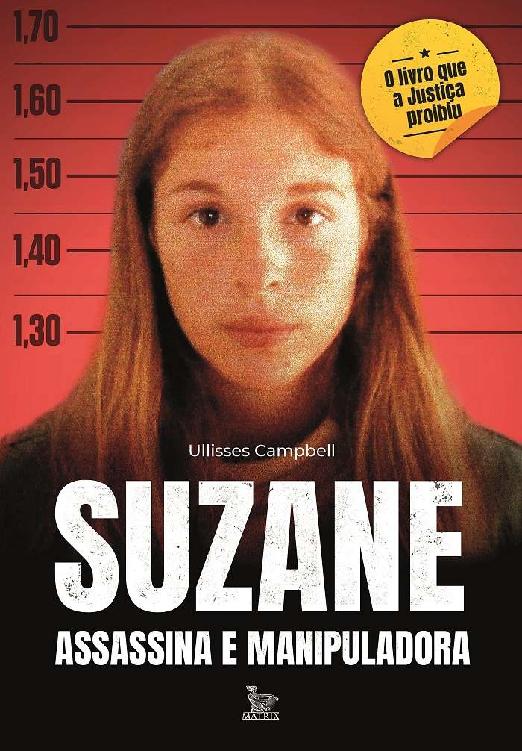 1,70
O livro que
a Justiça
proibiu
1,60
1,50
1,40
1,30
Ullisses Campbell
SUZANE
ASSASSINA E MANIPULADORA
MATRIX